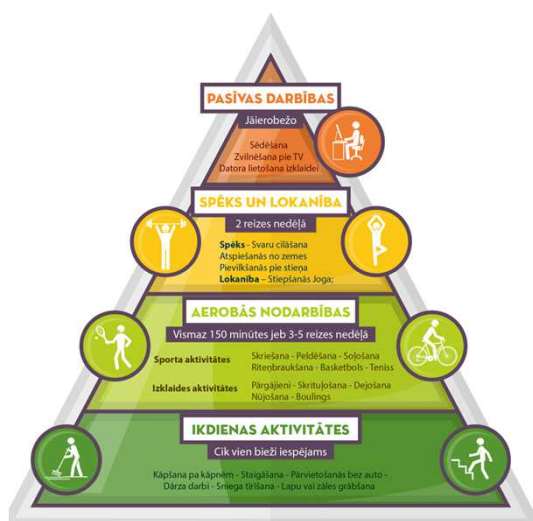 PASĪVAS DARBĪBAS
Jāierobežo
Sēdēšana
Zvilnēšana pie TV
Datora lietošana izklaidei
SPĒKS UN LOKANĪBA
2 reizes nedēļā
Spēks - Svaru cilāšana
Atspiešanās no zemes
Pievilkšanās pie stieņa
Lokanība – Stiepšanās Joga;
AEROBĀS NODARBĪBAS
Vismaz 150 minūtes jeb 3-5 reizes nedēļā
Sporta aktivitātes
Skriešana - Peldēšana - Soļošana
Riteņbraukšana - Basketbols - Teniss
Izklaides aktivitātes
Pārgājieni - Skrituļošana - Dejošana
Nūjošana - Boulings
IKDIENAS AKTIVITĀTES
Cik vien bieži iespējams
Kāpšana pa kāpnēm - Staigāšana - Pārvietošanās bez auto -
Dārza darbi - Sniega tīrīšana - Lapu vai zāles grābšana